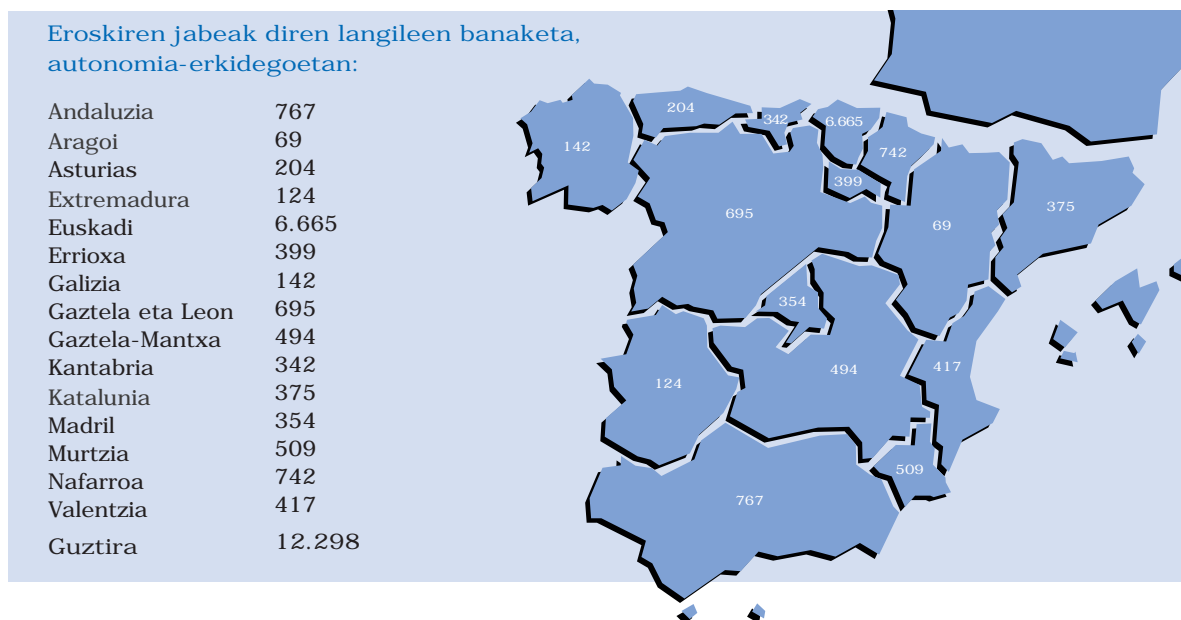 Eroskiren jabeak diren langileen banaketa,
autonomia-erkidegoetan:
Andaluzia 767
Aragoi 69
Asturias 204
Extremadura 124
Euskadi 6.665
Errioxa 399
Galizia 142
Gaztela eta Leon 695
Gaztela-Mantxa 494
Kantabria 342
Katalunia 375
Madril 354
Murtzia 509
Nafarroa 742
Valentzia 417
Guztira 12.298
204
342
6.665
142
742
399
695
375
69
354
494
417
124
509
767